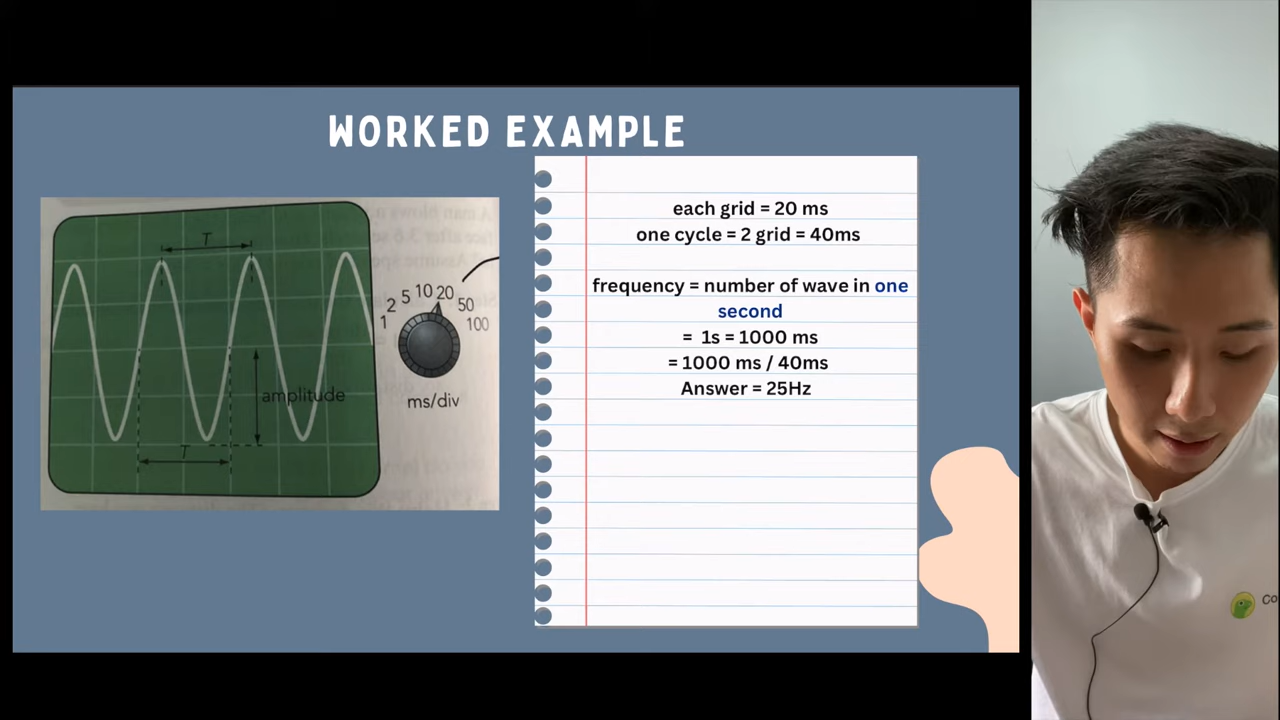 WORKED EXAMPLE
T
amplitude
T
1 2 5 10 20 50 100
ms/div
each grid = 20 ms
one cycle = 2 grid = 40ms
frequency = number of wave in one
second
= 1s = 1000 ms
= 1000 ms / 40ms
Answer = 25Hz
Co